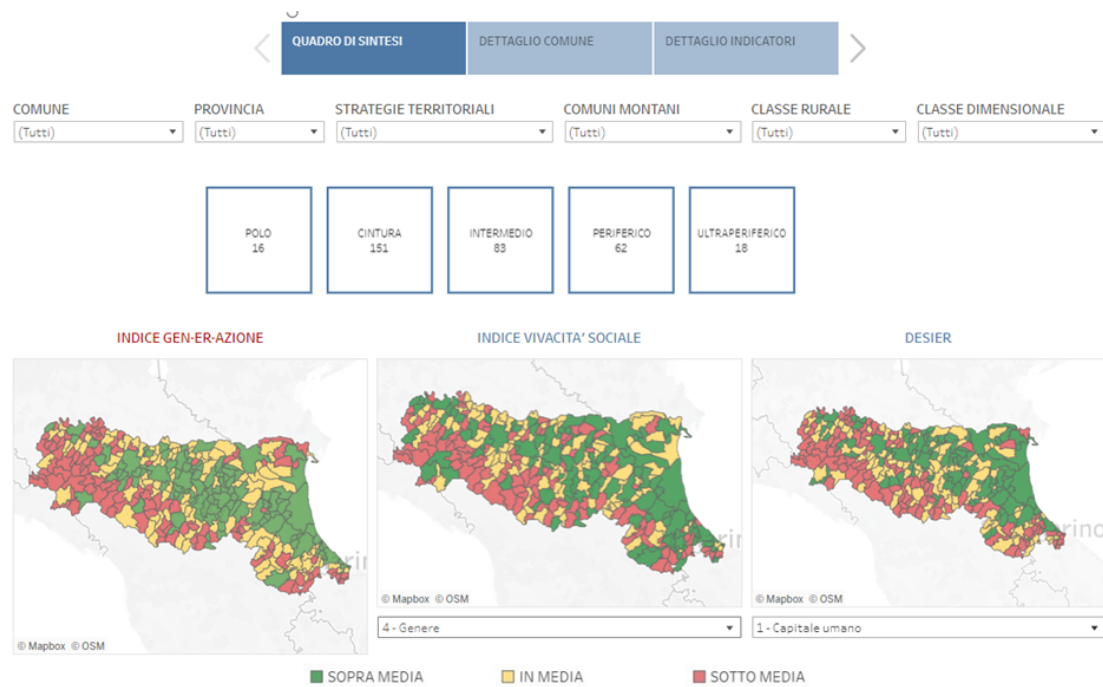 QUADRO DI SINTESI
DETTAGLIO COMUNE
DETTAGLIO INDICATORI
COMUNE
PROVINCIA
STRATEGIE TERRITORIALI
COMUNI MONTANI
CLASSE RURALE
CLASSE DIMENSIONALE
(Tutti)
(Tutti)
(Tutti)
(Tutti)
(Tutti)
(Tutti)
POLO
16
CINTURA
151
INTERMEDIO
83
PERIFERICO
62
ULTRAPERIFERICO
18
INDICE GEN-ER-AZIONE
INDICE VIVACITA' SOCIALE
DESIER
© Mapbox © OSM
© Mapbox © OSM
© Mapbox © OSM
4 - Genere
1 - Capitale umano
SOPRA MEDIA
IN MEDIA
SOTTO MEDIA